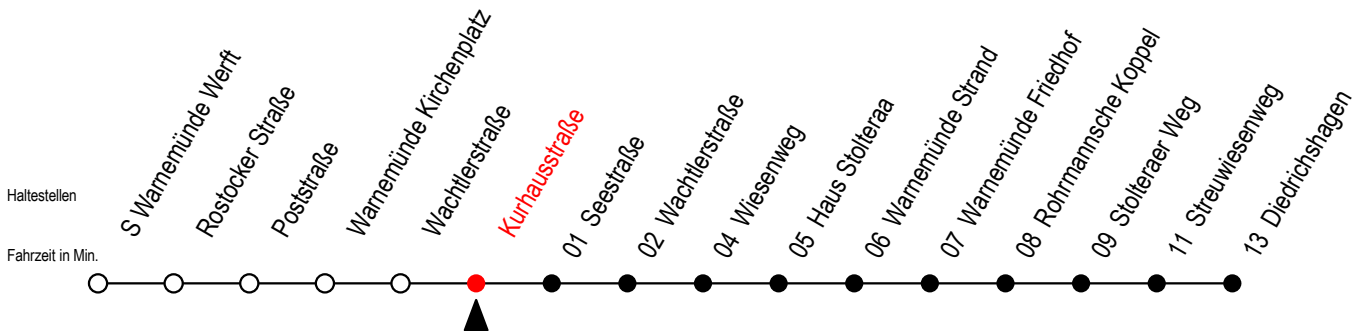 S Warnemünde Werft
Rostocker Straße
Poststraße
Warnemünde Kirchenplatz
Wachtlerstraße
Kurhausstraße
01 Seestraße
02 Wachtlerstraße
04 Wiesenweg
05 Haus Stolteraa
06 Warnemünde Strand
07 Warnemünde Friedhof
08 Rohrmannsche Koppel
09 Stolteraer Weg
11 Streuwiesenweg
13 Diedrichshagen
Haltestellen
Fahrzeit in Min.